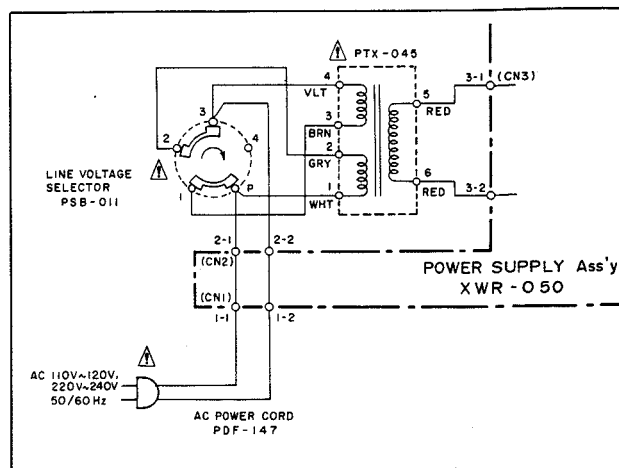 PTX-045
4
VLT
3
BRN
2
GRY
1
WHT
5
RED
6
RED
3-1 (CN3)
3-2
3
2
4
1
P
LINE VOLTAGE
SELECTOR
PSB-011
2-1
2-2
(CN2)
(CN1)
1-1
1-2
POWER SUPPLY Ass'y
XWR-050
AC 110V~120V,
220V~240V
50/60 Hz
AC POWER CORD
PDF-147